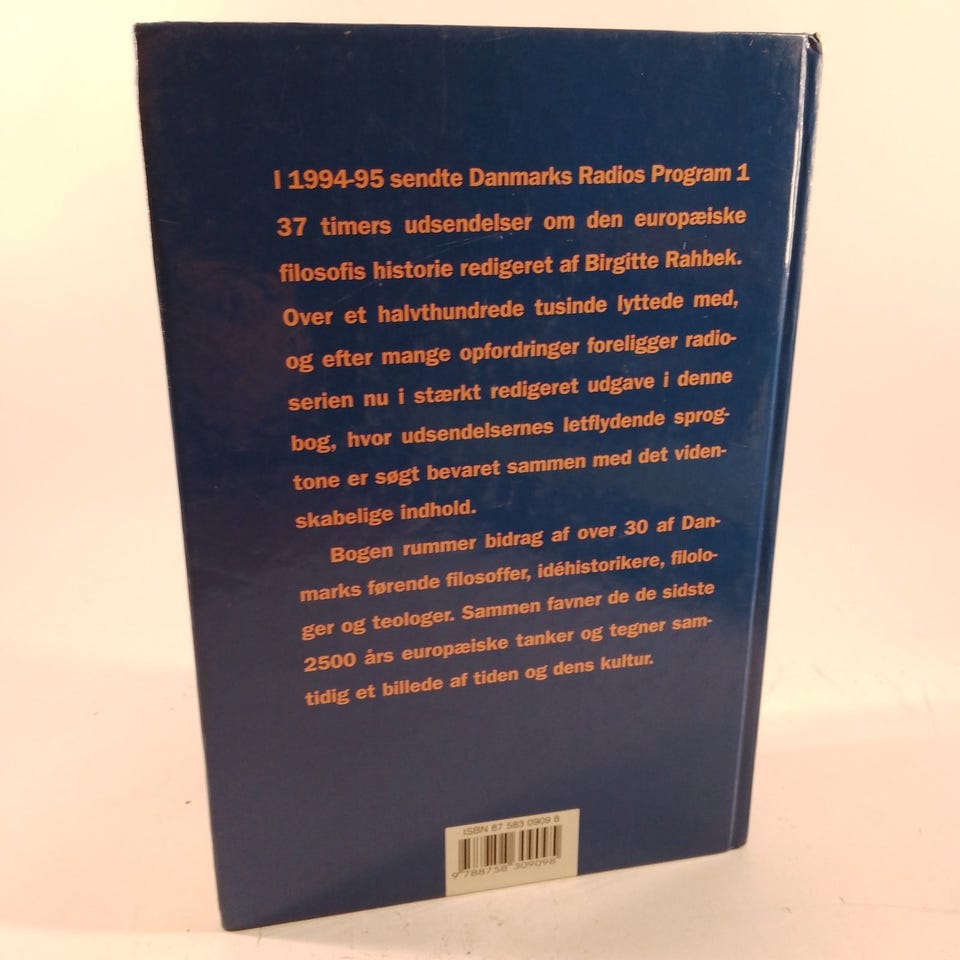 I 1994-95 sendte Danmarks Radios Program 1
37 timers udsendelser om den europæiske
filosofis historie redigeret af Birgitte Rahbek.
Over et halvthundrede tusinde lyttede med,
og efter mange opfordringer foreligger radio-
serien nu i stærkt redigeret udgave i denne
bog, hvor udsendelsernes letflydende sprog-
tone er søgt bevaret sammen med det viden-
skabelige indhold.
Bogen rummer bidrag af over 30 af Dan-
marks førende filosoffer, idéhistorikere, filolo-
ger og teologer. Sammen favner de de sidste
2500 års europæiske tanker og tegner sam-
tidig et billede af tiden og dens kultur.
ISBN 87 583 0909 8
9 788758 309098